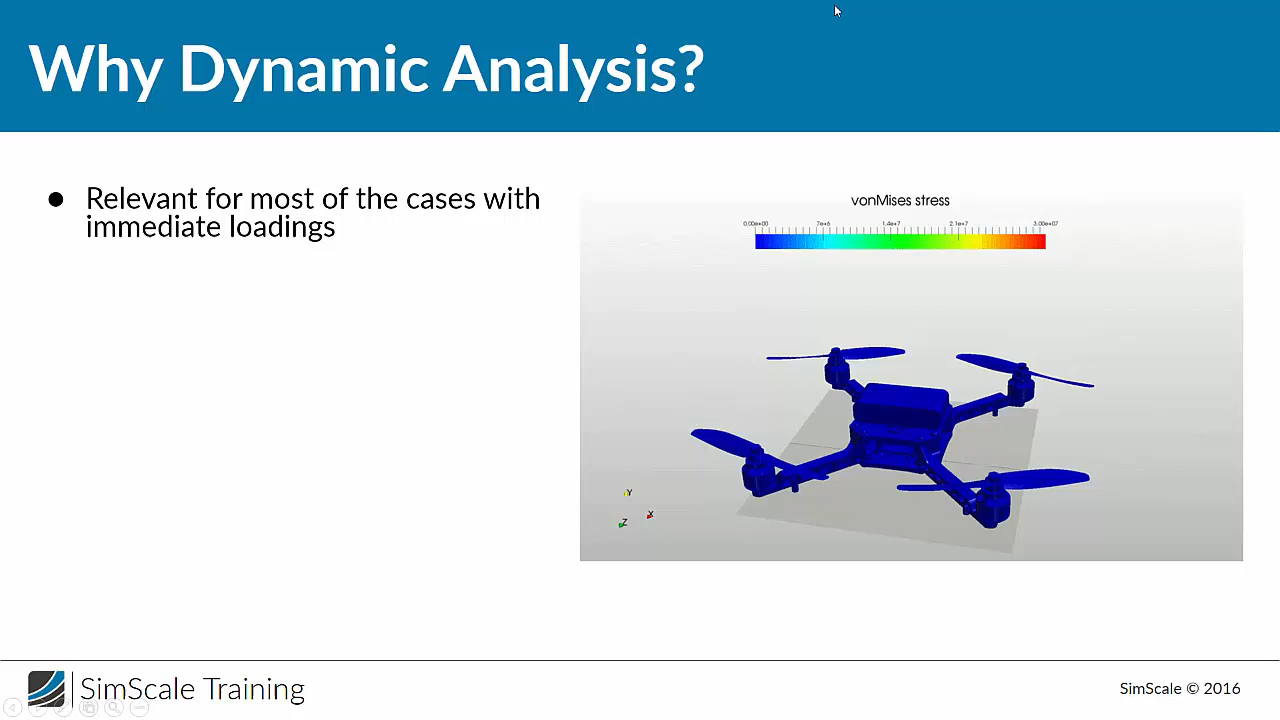 Why Dynamic Analysis?
● Relevant for most of the cases with
immediate loadings
vonMises stress
0.00e+00 7e+6 1.4e+7 2.1e+7 3.00e+07
Y
X
Z
SimScale Training
SimScale © 2016